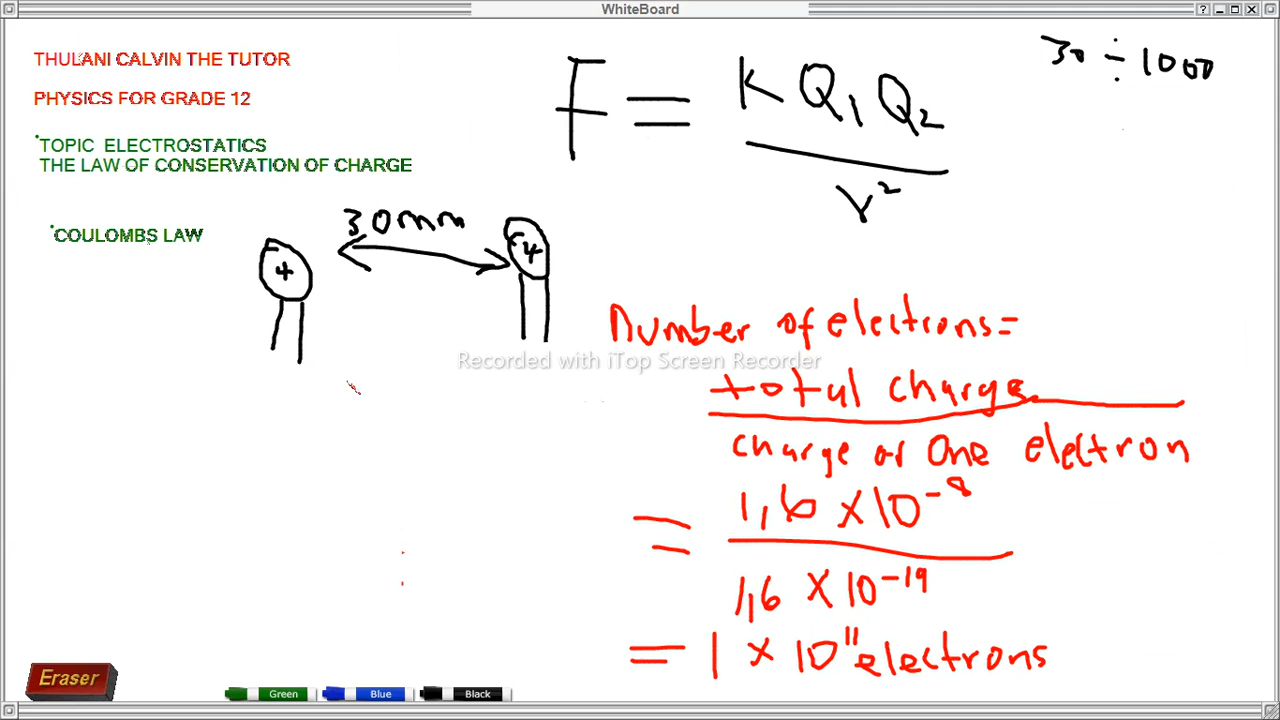 WhiteBoard
THULANI CALVIN THE TUTOR
PHYSICS FOR GRADE 12
TOPIC ELECTROSTATICS
THE LAW OF CONSERVATION OF CHARGE
COULOMBS LAW
F = K Q₁ Q₂
r²
30 ÷ 1000
30mm
+
+
Number of electrons =
total charge
charge of One electron
= 1,6 × 10⁻⁸
1,6 × 10⁻¹⁹
= 1 × 10¹¹ electrons
Recorded with iTop Screen Recorder
Eraser
Green
Blue
Black